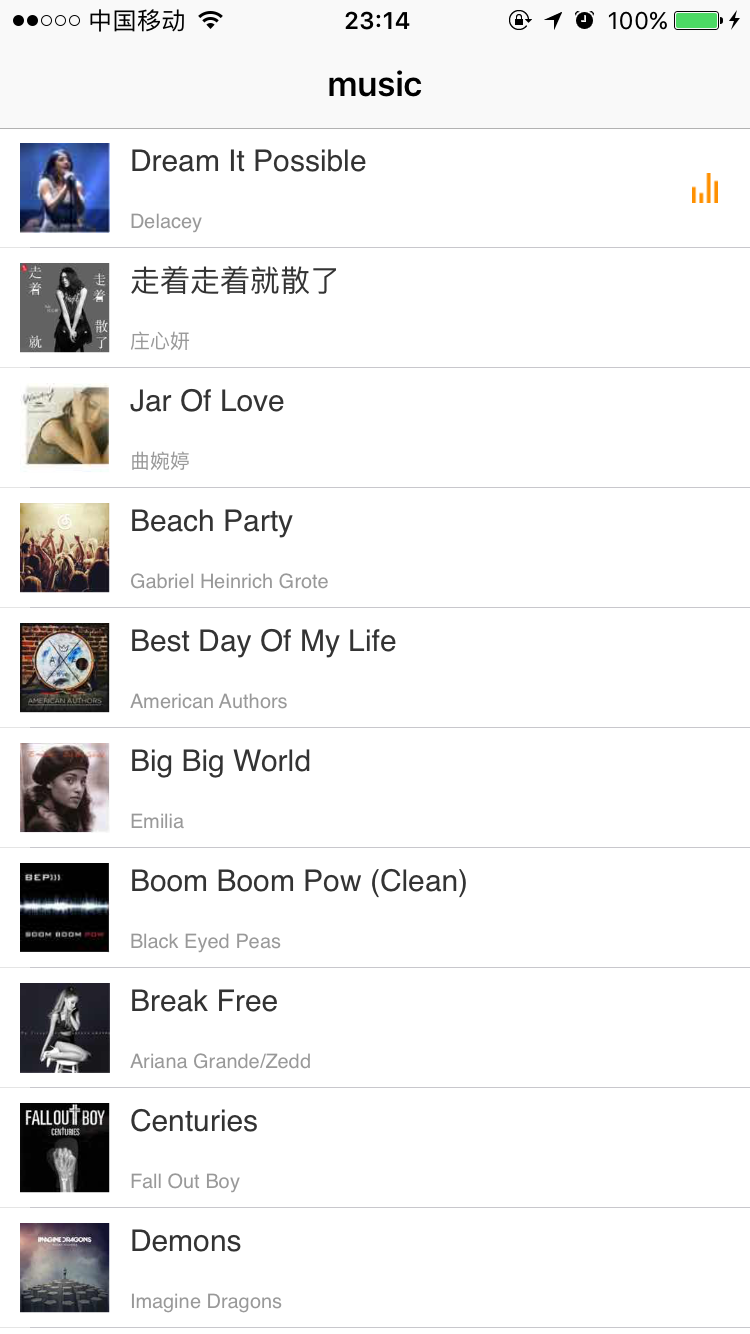 中国移动 23:14 100%
music
Dream It Possible
Delacey
走着走着就散了
庄心妍
走着
走着
就
散了
Jar Of Love
曲婉婷
Beach Party
Gabriel Heinrich Grote
Best Day Of My Life
American Authors
AMERICAN AUTHORS
Big Big World
Emilia
Boom Boom Pow (Clean)
Black Eyed Peas
BEP)))
BOOM BOOM POW
Break Free
Ariana Grande/Zedd
Centuries
Fall Out Boy
FALL OUT BOY
CENTURIES
Demons
Imagine Dragons
IMAGINE DRAGONS